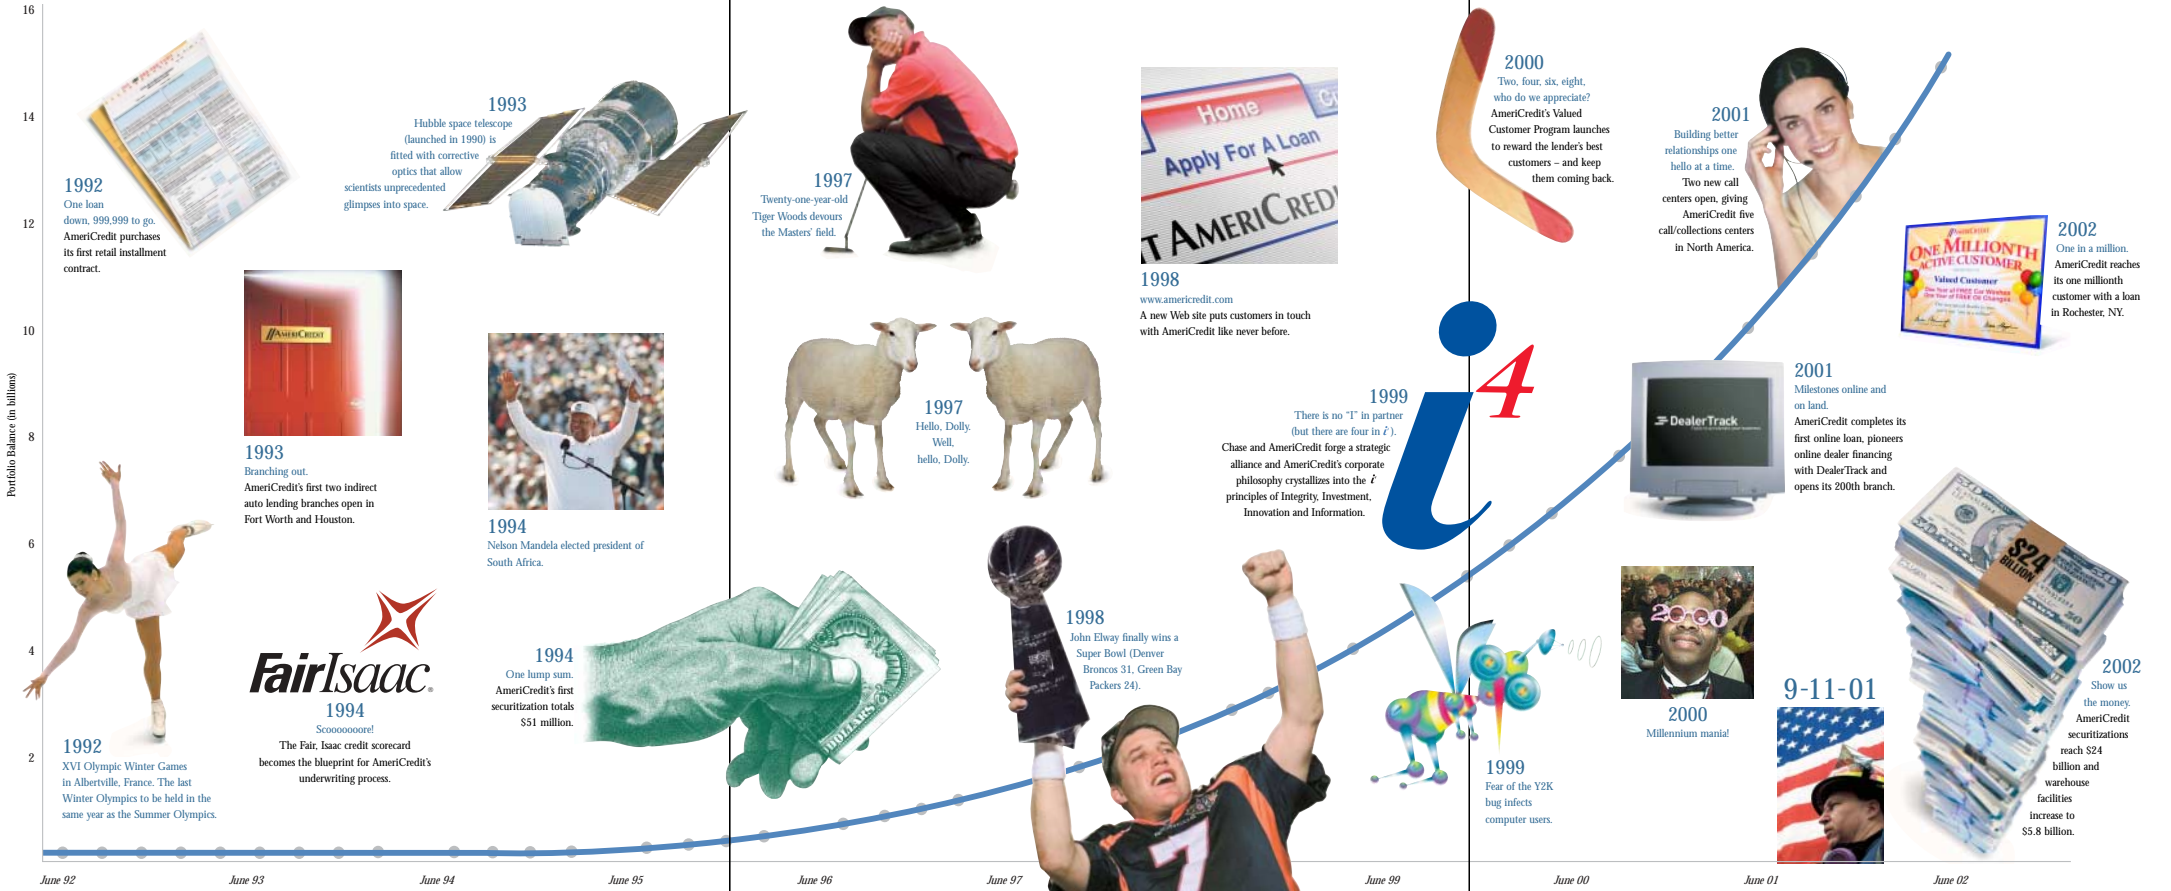 16
14
12
10
8
6
4
2
Portfolio Balance (in billions)
1992
One loan
down, 999,999 to go.
AmeriCredit purchases
its first retail installment
contract.
1993
Hubble space telescope
(launched in 1990) is
fitted with corrective
optics that allow
scientists unprecedented
glimpses into space.
AMERICREDIT
1993
Branching out.
AmeriCredit's first two indirect
auto lending branches open in
Fort Worth and Houston.
1994
Nelson Mandela elected president of
South Africa.
1992
XVI Olympic Winter Games
in Albertville, France. The last
Winter Olympics to be held in the
same year as the Summer Olympics.
FairIsaac
1994
Scooooooore!
The Fair, Isaac credit scorecard
becomes the blueprint for AmeriCredit's
underwriting process.
1994
One lump sum.
AmeriCredit's first
securitization totals
$51 million.
DOLLARS
1997
Twenty-one-year-old
Tiger Woods devours
the Masters' field.
1997
Hello, Dolly.
Well,
hello, Dolly.
Home
Apply For A Loan
T AMERICREDI
1998
www.americredit.com
A new Web site puts customers in touch
with AmeriCredit like never before.
1998
John Elway finally wins a
Super Bowl (Denver
Broncos 31, Green Bay
Packers 24).
7
1999
There is no "I" in partner
(but there are four in i⁴).
Chase and AmeriCredit forge a strategic
alliance and AmeriCredit's corporate
philosophy crystallizes into the i⁴
principles of Integrity, Investment,
Innovation and Information.
i4
2000
Two, four, six, eight,
who do we appreciate?
AmeriCredit's Valued
Customer Program launches
to reward the lender's best
customers – and keep
them coming back.
1999
Fear of the Y2K
bug infects
computer users.
2001
Building better
relationships one
hello at a time.
Two new call
centers open, giving
AmeriCredit five
call/collections centers
in North America.
AMERICREDIT
ONE MILLIONTH
ACTIVE CUSTOMER
Valued Customer
One Year of FREE Car Washes
One Year of FREE Oil Changes
2002
One in a million.
AmeriCredit reaches
its one millionth
customer with a loan
in Rochester, NY.
DealerTrack
2001
Milestones online and
on land.
AmeriCredit completes its
first online loan, pioneers
online dealer financing
with DealerTrack and
opens its 200th branch.
2000
2000
Millennium mania!
9-11-01
50
$24
BILLION
50
2002
Show us
the money.
AmeriCredit
securitizations
reach $24
billion and
warehouse
facilities
increase to
$5.8 billion.
June 92
June 93
June 94
June 95
June 96
June 97
June 99
June 00
June 01
June 02